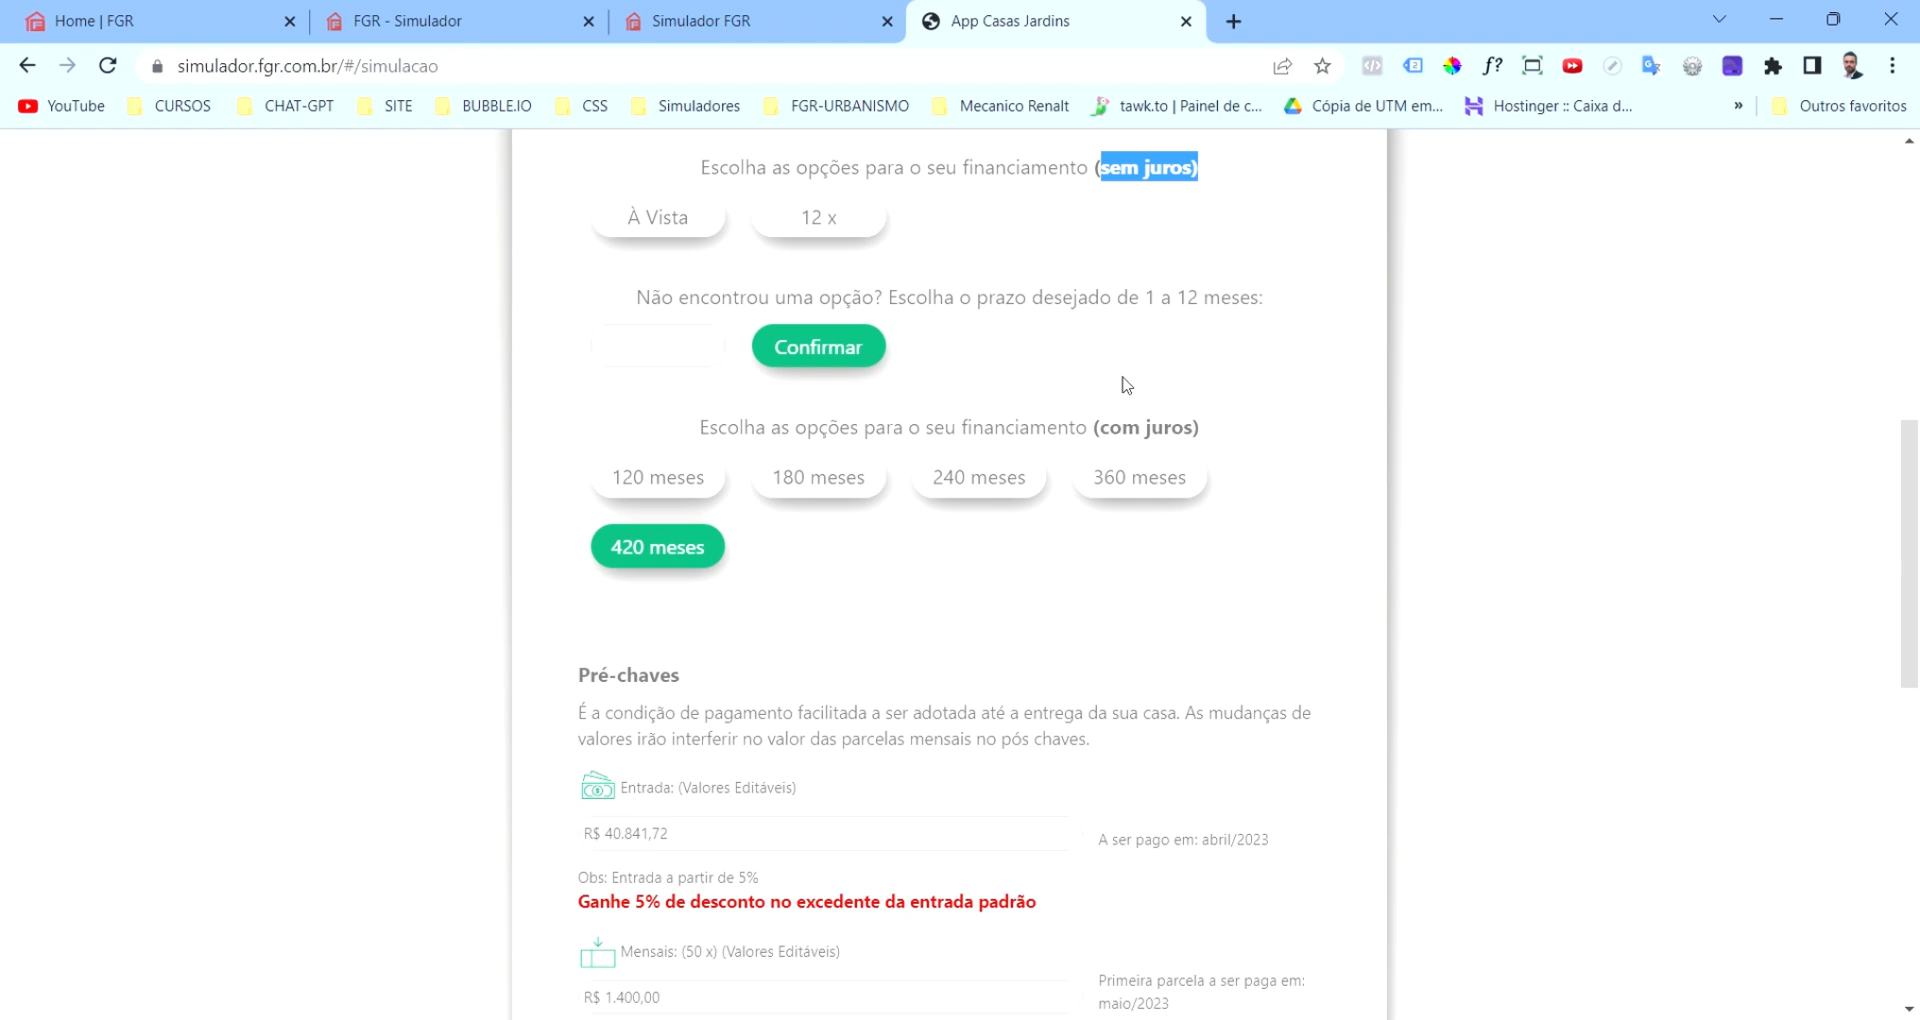 Home | FGR
FGR - Simulador
Simulador FGR
App Casas Jardins
simulador.fgr.com.br/#/simulacao
f?
YouTube
CURSOS
CHAT-GPT
SITE
BUBBLE.IO
CSS
Simuladores
FGR-URBANISMO
Mecanico Renalt
tawk.to | Painel de c...
Cópia de UTM em...
Hostinger :: Caixa d...
»
Outros favoritos
Escolha as opções para o seu financiamento (sem juros)
À Vista
12 x
Não encontrou uma opção? Escolha o prazo desejado de 1 a 12 meses:
Confirmar
Escolha as opções para o seu financiamento (com juros)
120 meses
180 meses
240 meses
360 meses
420 meses
Pré-chaves
É a condição de pagamento facilitada a ser adotada até a entrega da sua casa. As mudanças de
valores irão interferir no valor das parcelas mensais no pós chaves.
Entrada: (Valores Editáveis)
R$ 40.841,72
A ser pago em: abril/2023
Obs: Entrada a partir de 5%
Ganhe 5% de desconto no excedente da entrada padrão
Mensais: (50 x) (Valores Editáveis)
R$ 1.400,00
Primeira parcela a ser paga em:
maio/2023